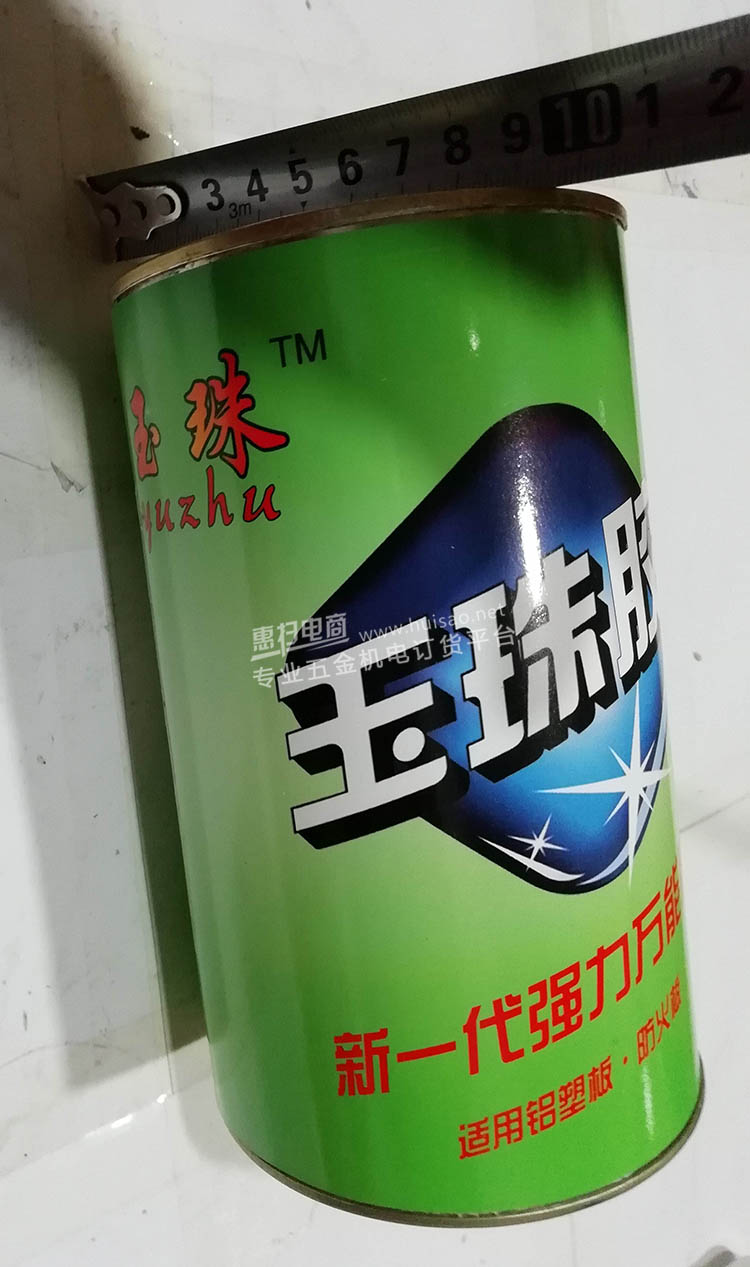 3 4 5 6 7 8 9 10 1 2
3m
玉珠 TM
yuzhu
惠扫电商 www.huisao.net
专业五金机电订货平台
玉珠胶
新一代强力万能
适用铝塑板·防火板